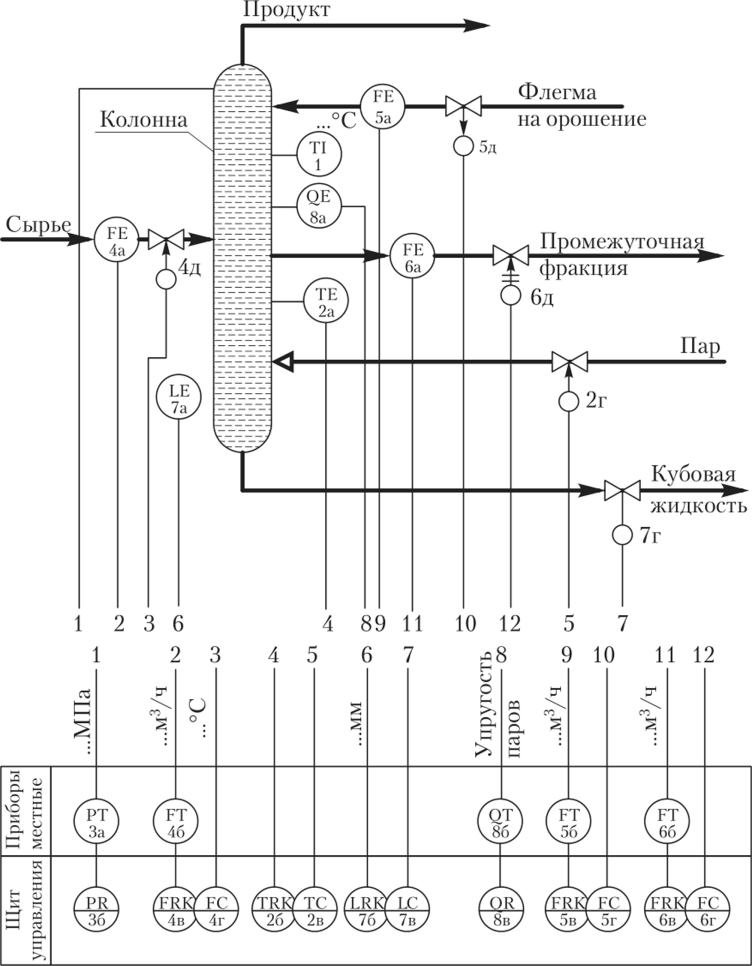 Продукт
FE
5а
Флегма
на орошение
...°С
Колонна
TI
1
5д
QE
8а
Сырье
FE
4а
4д
FE
6а
Промежуточная
фракция
6д
TE
2а
Пар
LE
7а
2г
Кубовая
жидкость
7г
1 2 3 6 4 8 9 11 10 12 5 7
1 2 3 4 5 6 7 8 9 10 11 12
...МПа
...м³/ч
...°С
...мм
Упругость
паров
...м³/ч
...м³/ч
Приборы
местные
PT
3а
FT
4б
QT
8б
FT
5б
FT
6б
Щит
управления
PR
3б
FRK
4в
FC
4г
TRK
2б
TC
2в
LRK
7б
LC
7в
QR
8в
FRK
5в
FC
5г
FRK
6в
FC
6г